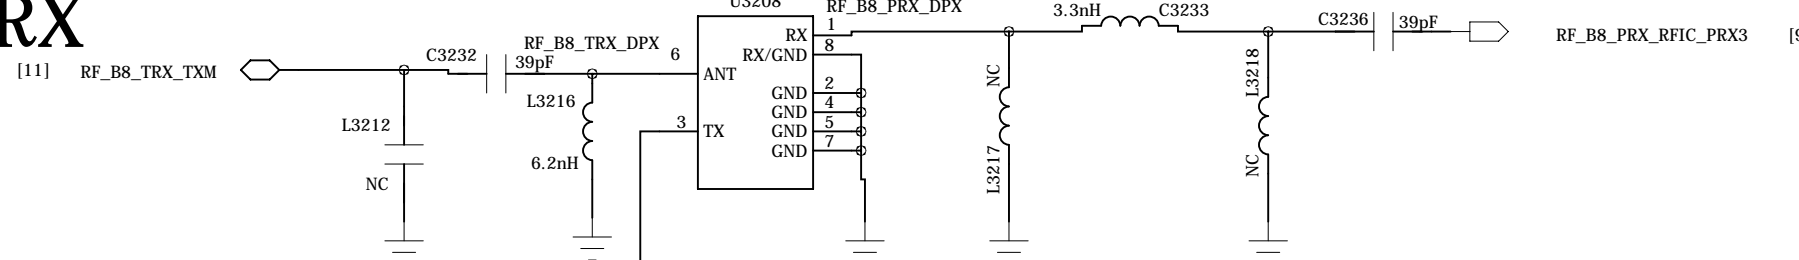 RX
[11] RF_B8_TRX_TXM
L3212
NC
C3232
39pF
RF_B8_TRX_DPX
L3216
6.2nH
U3208
6
ANT
3
TX
RX
1
RX/GND
8
GND
2
GND
4
GND
5
GND
7
RF_B8_PRX_DPX
NC
L3217
3.3nH
C3233
L3218
NC
C3236
39pF
RF_B8_PRX_RFIC_PRX3